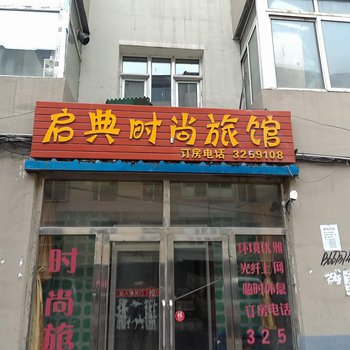 启典时尚旅馆
订房电话 3259108
时尚旅
环境优雅
光纤上网
临时休息
订房电话
325